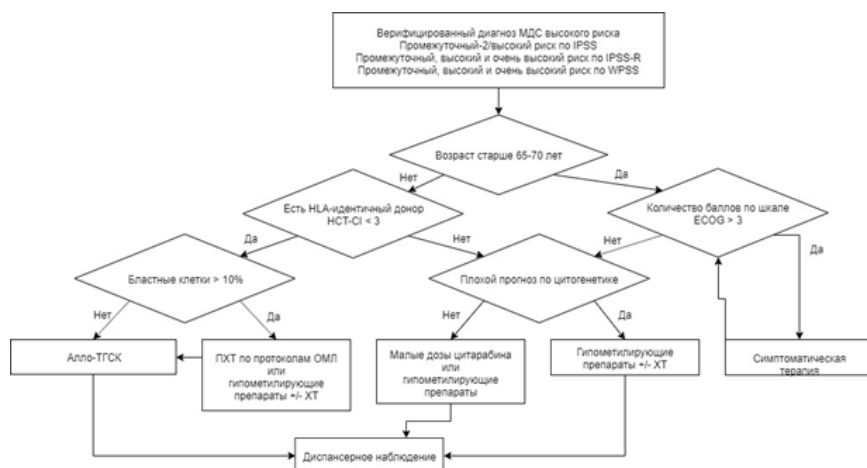 Верифицированный диагноз МДС высокого риска
Промежуточный-2/высокий риск по IPSS
Промежуточный, высокий и очень высокий риск по IPSS-R
Промежуточный, высокий и очень высокий риск по WPSS
Возраст старше 65-70 лет
Нет
Да
Есть HLA-идентичный донор
HCT-CI < 3
Количество баллов по шкале
ECOG > 3
Да
Нет
Нет
Да
Бластные клетки > 10%
Плохой прогноз по цитогенетике
Нет
Да
Нет
Да
Алло-ТГСК
ПХТ по протоколам ОМЛ
или
гипометилирующие
препараты +/- ХТ
Малые дозы цитарабина
или
гипометилирующие
препараты
Гипометилирующие
препараты +/- ХТ
Симптоматическая
терапия
Диспансерное наблюдение